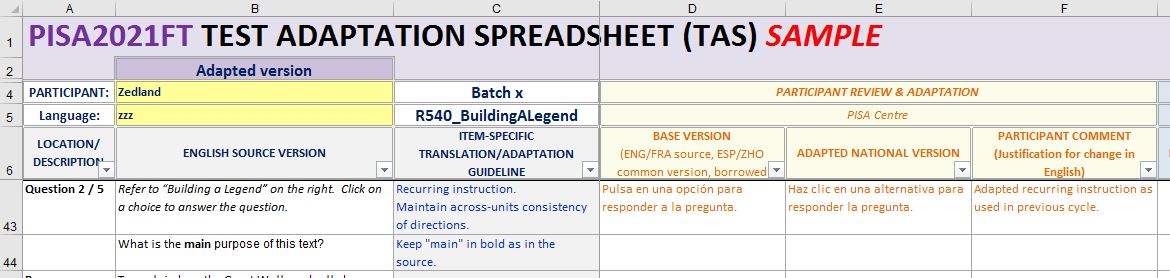 A B C D E F
1 PISA2021FT TEST ADAPTATION SPREADSHEET (TAS) SAMPLE
2 Adapted version
4 PARTICIPANT: Zedland Batch x PARTICIPANT REVIEW & ADAPTATION
5 Language: zzz R540_BuildingALegend PISA Centre
6
LOCATION/
DESCRIPTION
ENGLISH SOURCE VERSION
ITEM-SPECIFIC
TRANSLATION/ADAPTATION
GUIDELINE
BASE VERSION
(ENG/FRA source, ESP/ZHO
common version, borrowed
ADAPTED NATIONAL VERSION
PARTICIPANT COMMENT
(Justification for change in
English)
43
Question 2 / 5
Refer to “Building a Legend” on the right. Click on
a choice to answer the question.
Recurring instruction.
Maintain across-units consistency
of directions.
Pulsa en una opción para
responder a la pregunta.
Haz clic en una alternativa para
responder la pregunta.
Adapted recurring instruction as
used in previous cycle.
44
What is the main purpose of this text?
Keep "main" in bold as in the
source.